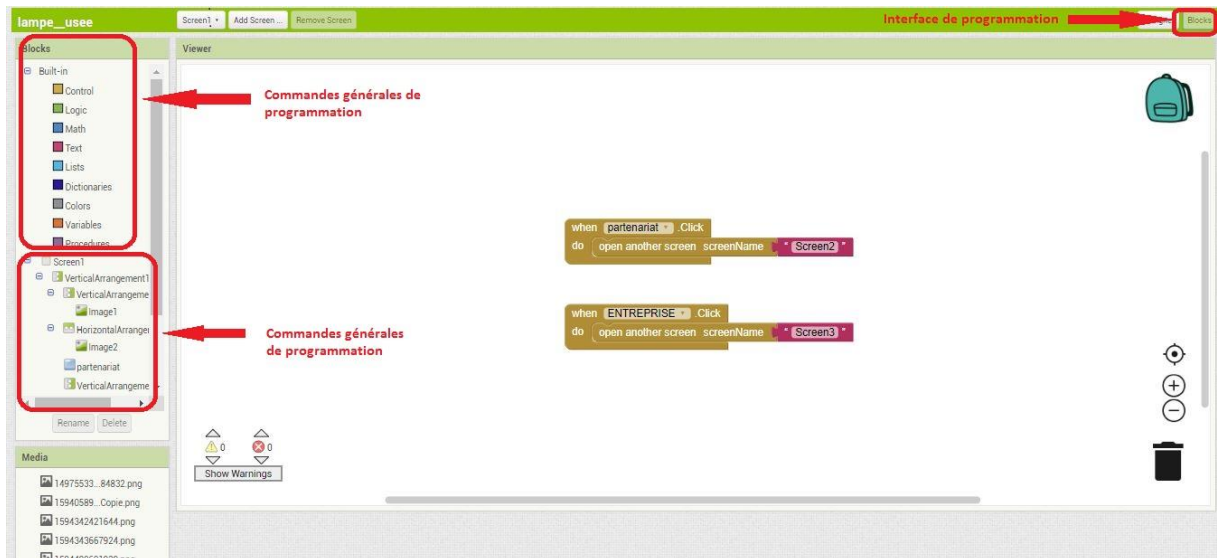 lampe__usee
Screen1
Add Screen ...
Remove Screen
Interface de programmation
Blocks
Blocks
Viewer
Built-in
Control
Logic
Math
Text
Lists
Dictionaries
Colors
Variables
Procedures
Commandes générales de
programmation
Screen1
VerticalArrangement1
VerticalArrangeme
Image1
HorizontalArranger
Image2
partenariat
VerticalArrangeme
Commandes générales
de programmation
Rename
Delete
when partenariat .Click
do open another screen screenName " Screen2 "
when ENTREPRISE .Click
do open another screen screenName " Screen3 "
0
0
Show Warnings
Media
14975533...84832.png
15940589...Copie.png
1594342421644.png
1594343667924.png